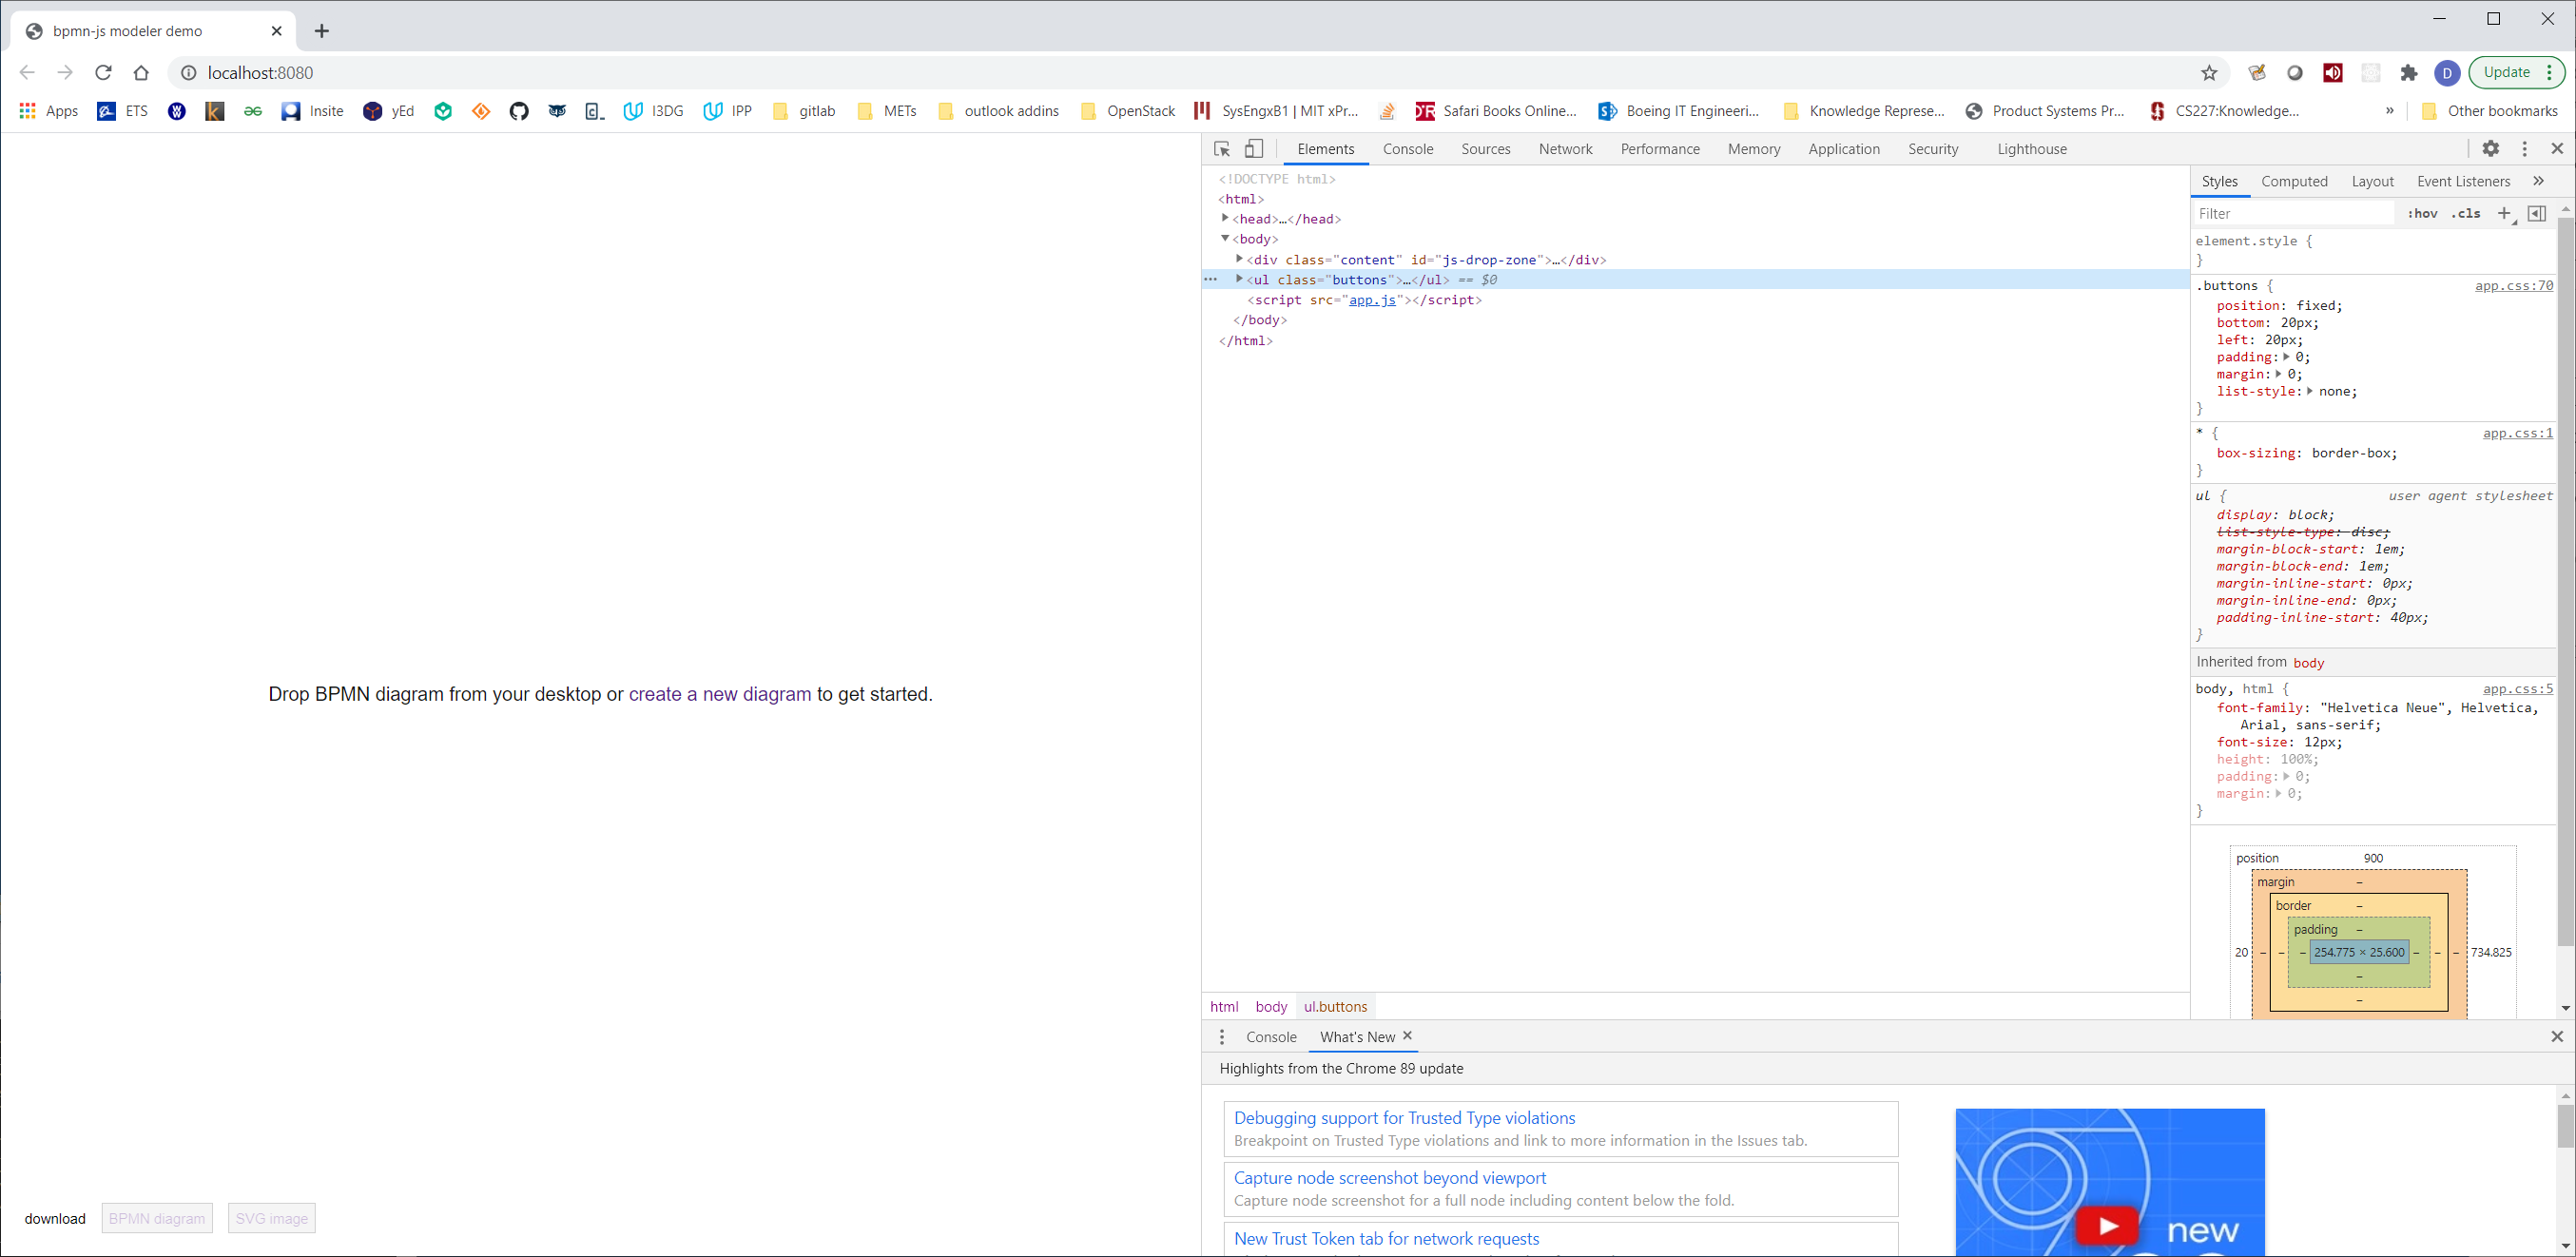 bpmn-js modeler demo
localhost:8080
D
Update
Apps
ETS
Insite
yEd
I3DG
IPP
gitlab
METs
outlook addins
OpenStack
SysEngxB1 | MIT xPr...
Safari Books Online...
Boeing IT Engineeri...
Knowledge Represe...
Product Systems Pr...
CS227:Knowledge...
»
Other bookmarks
Drop BPMN diagram from your desktop or create a new diagram to get started.
download
BPMN diagram
SVG image
Elements
Console
Sources
Network
Performance
Memory
Application
Security
Lighthouse
<!DOCTYPE html>
<html>
<head>…</head>
<body>
<div class="content" id="js-drop-zone">…</div>
<ul class="buttons">…</ul> == $0
<script src="app.js"></script>
</body>
</html>
html body ul.buttons
Styles
Computed
Layout
Event Listeners
»
Filter
:hov .cls +
element.style {
}
.buttons { app.css:70
position: fixed;
bottom: 20px;
left: 20px;
padding: 0;
margin: 0;
list-style: none;
}
* { app.css:1
box-sizing: border-box;
}
ul { user agent stylesheet
display: block;
list-style-type: disc;
margin-block-start: 1em;
margin-block-end: 1em;
margin-inline-start: 0px;
margin-inline-end: 0px;
padding-inline-start: 40px;
}
Inherited from body
body, html { app.css:5
font-family: "Helvetica Neue", Helvetica,
Arial, sans-serif;
font-size: 12px;
height: 100%;
padding: 0;
margin: 0;
}
position 900
margin –
border –
padding –
20 – – – 254.775 × 25.600 – – – 734.825
–
–
Console
What's New
Highlights from the Chrome 89 update
Debugging support for Trusted Type violations
Breakpoint on Trusted Type violations and link to more information in the Issues tab.
Capture node screenshot beyond viewport
Capture node screenshot for a full node including content below the fold.
New Trust Token tab for network requests
new